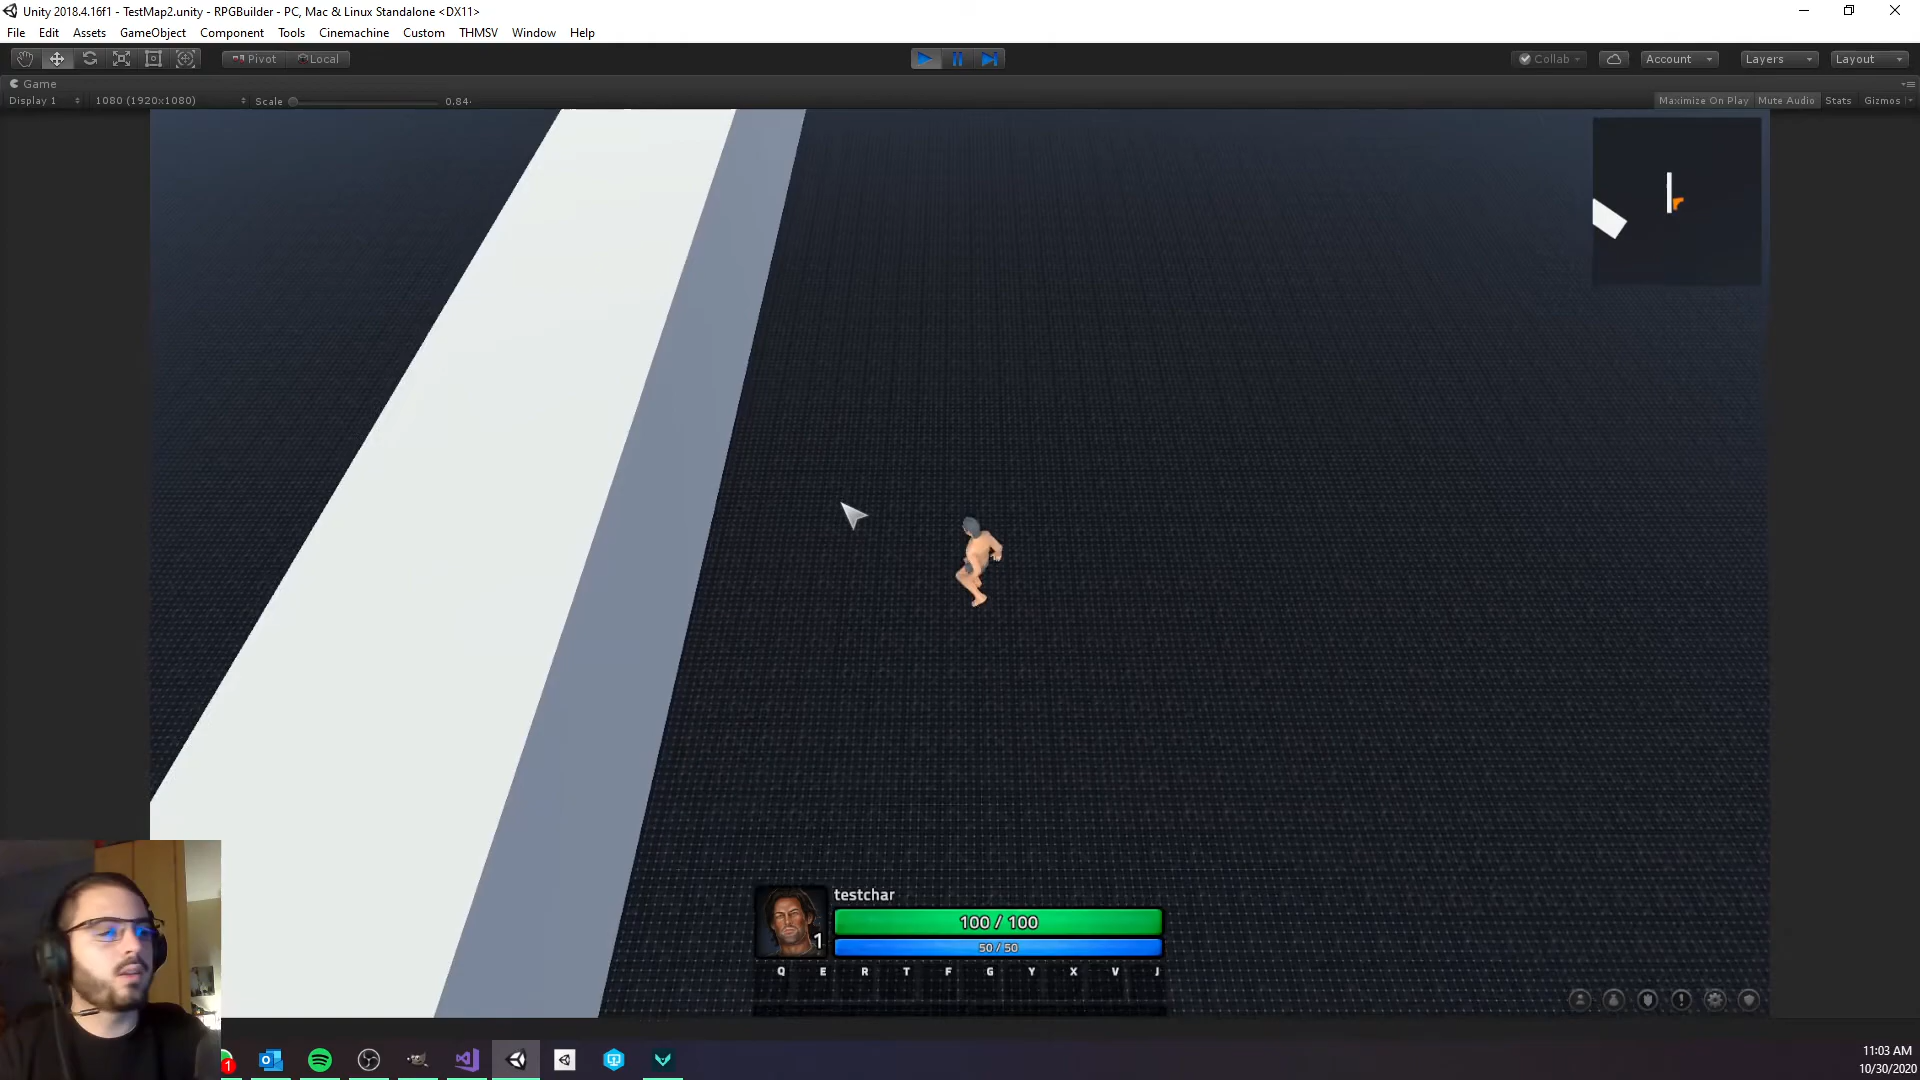 Unity 2018.4.16f1 - TestMap2.unity - RPGBuilder - PC, Mac & Linux Standalone <DX11>
File Edit Assets GameObject Component Tools Cinemachine Custom THMSV Window Help
Pivot Local Collab Account Layers Layout
Game
Display 1 1080 (1920x1080) Scale 0.84 Maximize On Play Mute Audio Stats Gizmos
testchar
100 / 100
1
50 / 50
Q E R T F G Y X V J
1
11:03 AM
10/30/2020